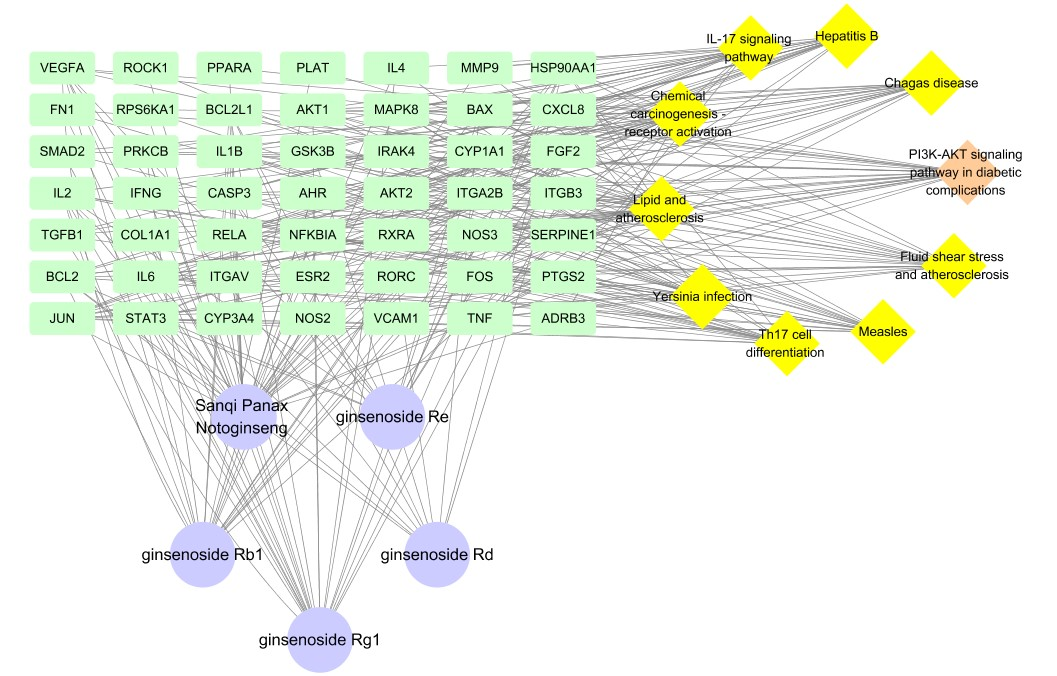 VEGFA
ROCK1
PPARA
PLAT
IL4
MMP9
HSP90AA1
FN1
RPS6KA1
BCL2L1
AKT1
MAPK8
BAX
CXCL8
SMAD2
PRKCB
IL1B
GSK3B
IRAK4
CYP1A1
FGF2
IL2
IFNG
CASP3
AHR
AKT2
ITGA2B
ITGB3
TGFB1
COL1A1
RELA
NFKBIA
RXRA
NOS3
SERPINE1
BCL2
IL6
ITGAV
ESR2
RORC
FOS
PTGS2
JUN
STAT3
CYP3A4
NOS2
VCAM1
TNF
ADRB3
IL-17 signaling
pathway
Hepatitis B
Chagas disease
Chemical
carcinogenesis -
receptor activation
PI3K-AKT signaling
pathway in diabetic
complications
Lipid and
atherosclerosis
Fluid shear stress
and atherosclerosis
Yersinia infection
Th17 cell
differentiation
Measles
Sanqi Panax
Notoginseng
ginsenoside Re
ginsenoside Rb1
ginsenoside Rd
ginsenoside Rg1